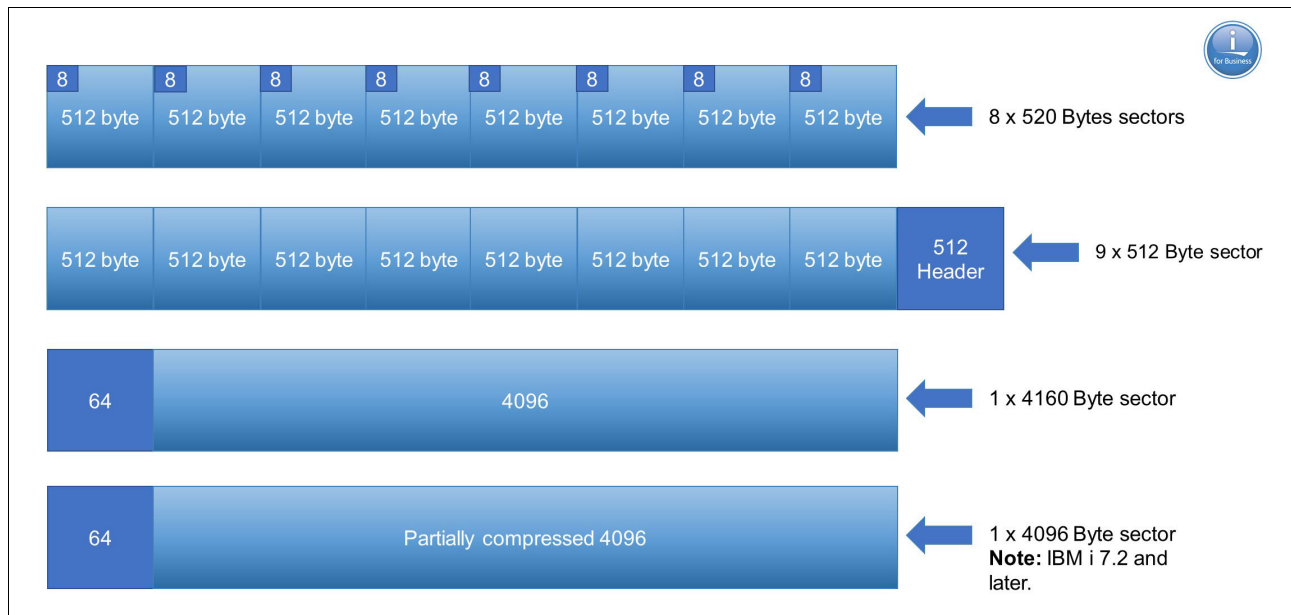 i
for Business
8 8 8 8 8 8 8 8
512 byte 512 byte 512 byte 512 byte 512 byte 512 byte 512 byte 512 byte
8 x 520 Bytes sectors
512 byte 512 byte 512 byte 512 byte 512 byte 512 byte 512 byte 512 byte
512
Header
9 x 512 Byte sector
64
4096
1 x 4160 Byte sector
64
Partially compressed 4096
1 x 4096 Byte sector
Note: IBM i 7.2 and
later.